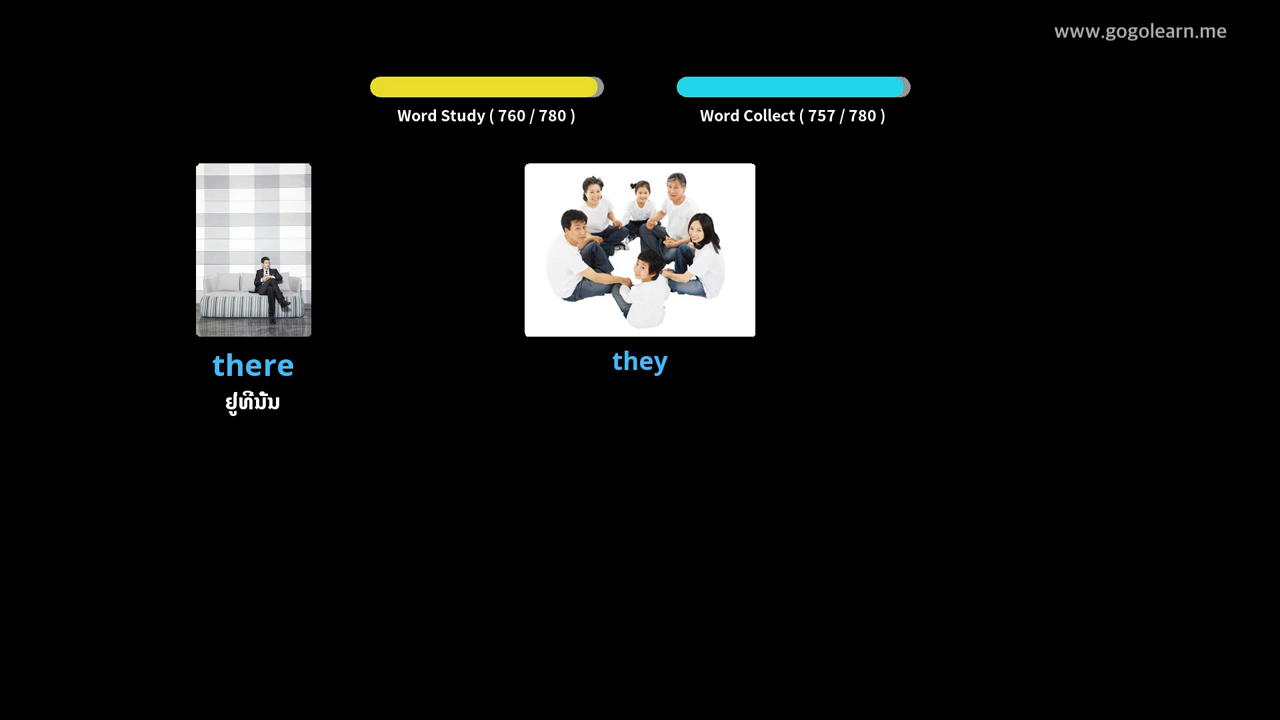 www.gogolearn.me
Word Study ( 760 / 780 )
Word Collect ( 757 / 780 )
there
they
ຢູ່ທີ່ນັ້ນ